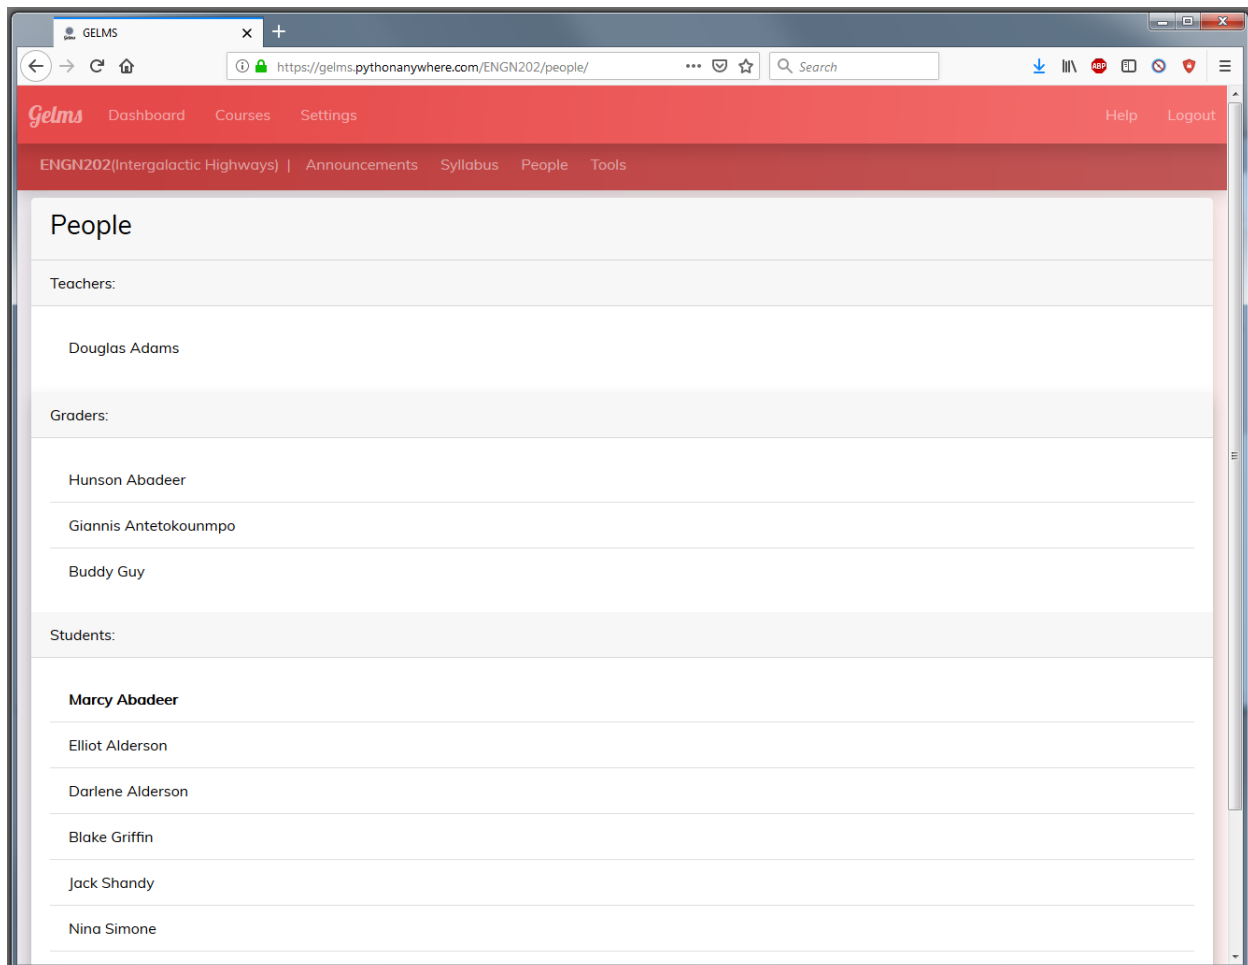 GELMS
https://gelms.pythonanywhere.com/ENGN202/people/
Search
ABP
Gelms Dashboard Courses Settings Help Logout
ENGN202(Intergalactic Highways) | Announcements Syllabus People Tools
People
Teachers:
Douglas Adams
Graders:
Hunson Abadeer
Giannis Antetokounmpo
Buddy Guy
Students:
Marcy Abadeer
Elliot Alderson
Darlene Alderson
Blake Griffin
Jack Shandy
Nina Simone